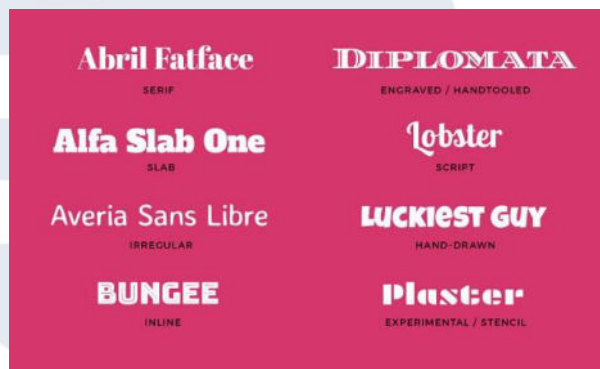 Abril Fatface
SERIF
DIPLOMATA
ENGRAVED / HANDTOOLED
Alfa Slab One
SLAB
Lobster
SCRIPT
Averia Sans Libre
IRREGULAR
LUCKIEST GUY
HAND-DRAWN
BUNGEE
INLINE
Plaster
EXPERIMENTAL / STENCIL